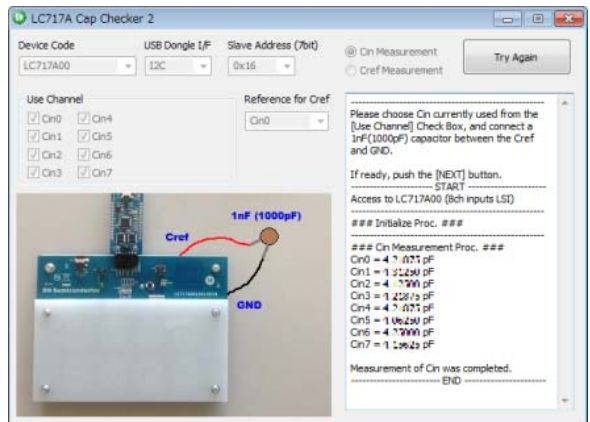 LC717A Cap Checker 2
Device Code
USB Dongle I/F
Slave Address (7bit)
LC717A00
I2C
0x16
Cin Measurement
Cref Measurement
Try Again
Use Channel
Cin0
Cin4
Cin1
Cin5
Cin2
Cin6
Cin3
Cin7
Reference for Cref
Cin0
1nF (1000pF)
Cref
GND
ON Semiconductor
Please choose Cin currently used from the
[Use Channel] Check Box, and connect a
1nF(1000pF) capacitor between the Cref
and GND.
If ready, push the [NEXT] button.
START
Access to LC717A00 (8ch inputs LSI)
### Initialize Proc. ###
### Cin Measurement Proc. ###
Cin0 = pF
Cin1 = pF
Cin2 = pF
Cin3 = pF
Cin4 = pF
Cin5 = pF
Cin6 = pF
Cin7 = pF
Measurement of Cin was completed.
END